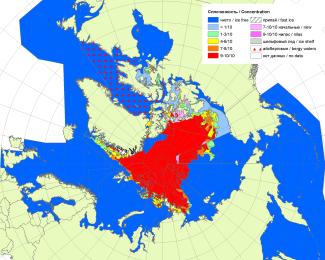 Сплоченность / Concentration
чисто / ice free
< 1/10
1-3/10
4-6/10
7-8/10
9-10/10
припай / fast ice
7-10/10 начальные / new
9-10/10 нилас / nilas
шельфовый лед / ice shelf
айсберговые / bergy waters
нет данных / no data